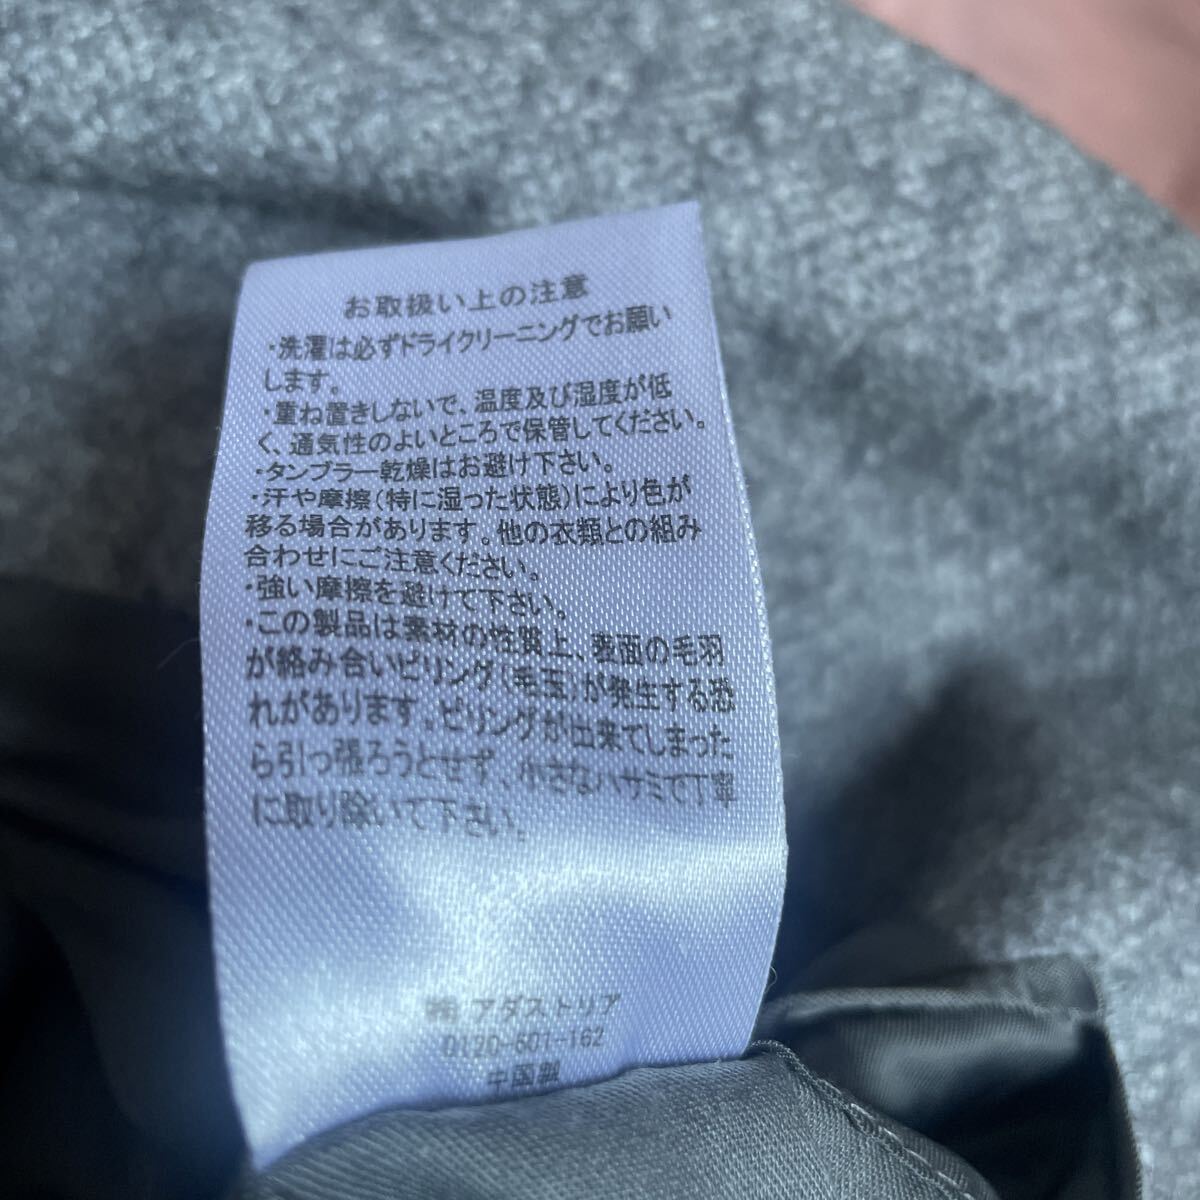 お取扱い上の注意
・洗濯は必ずドライクリーニングでお願い
します。
・重ね置きしないで、温度及び湿度が低
く、通気性のよいところで保管してください。
・タンブラー乾燥はお避け下さい。
・汗や摩擦(特に湿った状態)により色が
移る場合があります。他の衣類との組み
合わせにご注意ください。
・強い摩擦を避けて下さい。
・この製品は素材の性質上、表面の毛羽
が絡み合いピリング(毛玉)が発生する恐
れがあります。ピリングが出来てしまった
ら引っ張ろうとせず、小さなハサミで丁寧
に取り除いて下さい。
㈱アダストリア
0120-601-162
中国製